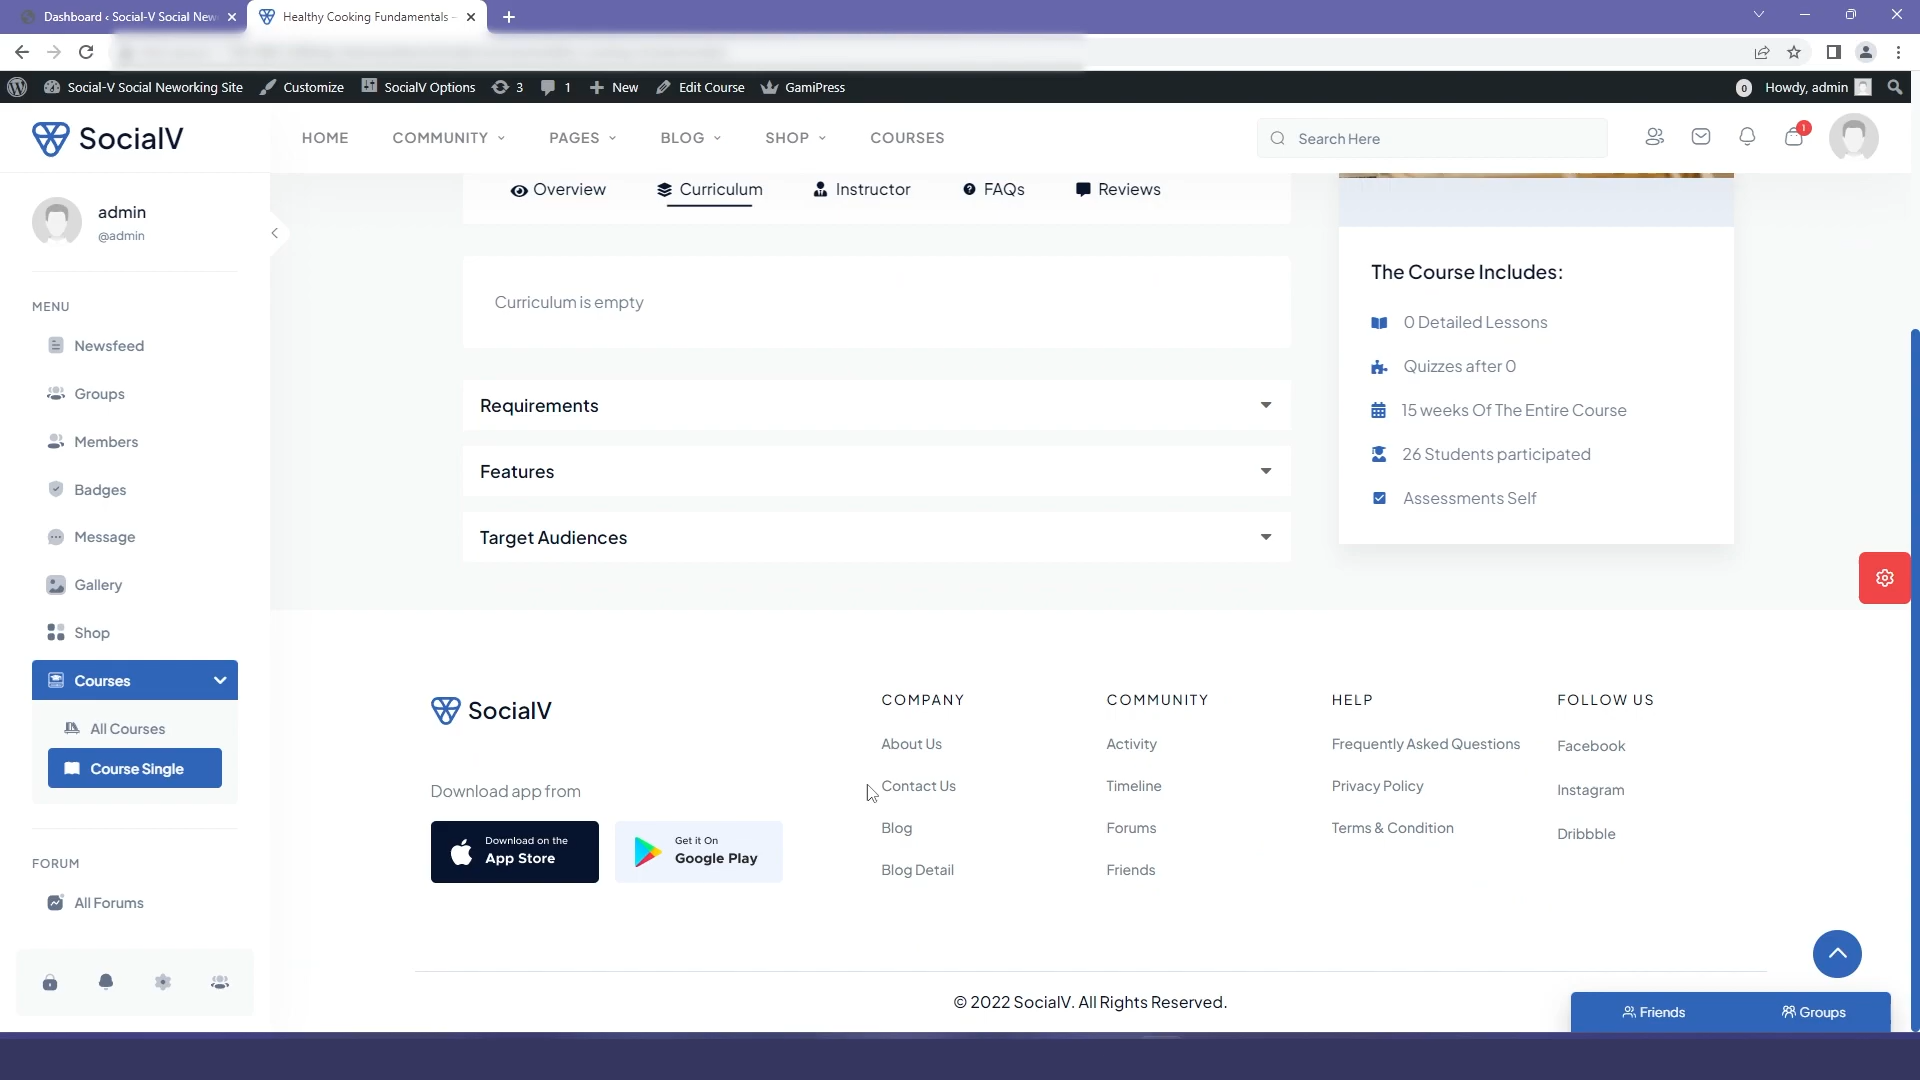 Dashboard ‹ Social-V Social New
Healthy Cooking Fundamentals –
Social-V Social Neworking Site
Customize
SocialV Options
3
1
New
Edit Course
GamiPress
0
Howdy, admin
SocialV
HOME
COMMUNITY
PAGES
BLOG
SHOP
COURSES
Search Here
1
admin
@admin
MENU
Newsfeed
Groups
Members
Badges
Message
Gallery
Shop
Courses
All Courses
Course Single
FORUM
All Forums
Overview
Curriculum
Instructor
FAQs
Reviews
Curriculum is empty
Requirements
Features
Target Audiences
The Course Includes:
0 Detailed Lessons
Quizzes after 0
15 weeks Of The Entire Course
26 Students participated
Assessments Self
SocialV
Download app from
Download on the
App Store
Get it On
Google Play
COMPANY
About Us
Contact Us
Blog
Blog Detail
COMMUNITY
Activity
Timeline
Forums
Friends
HELP
Frequently Asked Questions
Privacy Policy
Terms & Condition
FOLLOW US
Facebook
Instagram
Dribbble
© 2022 SocialV. All Rights Reserved.
Friends
Groups